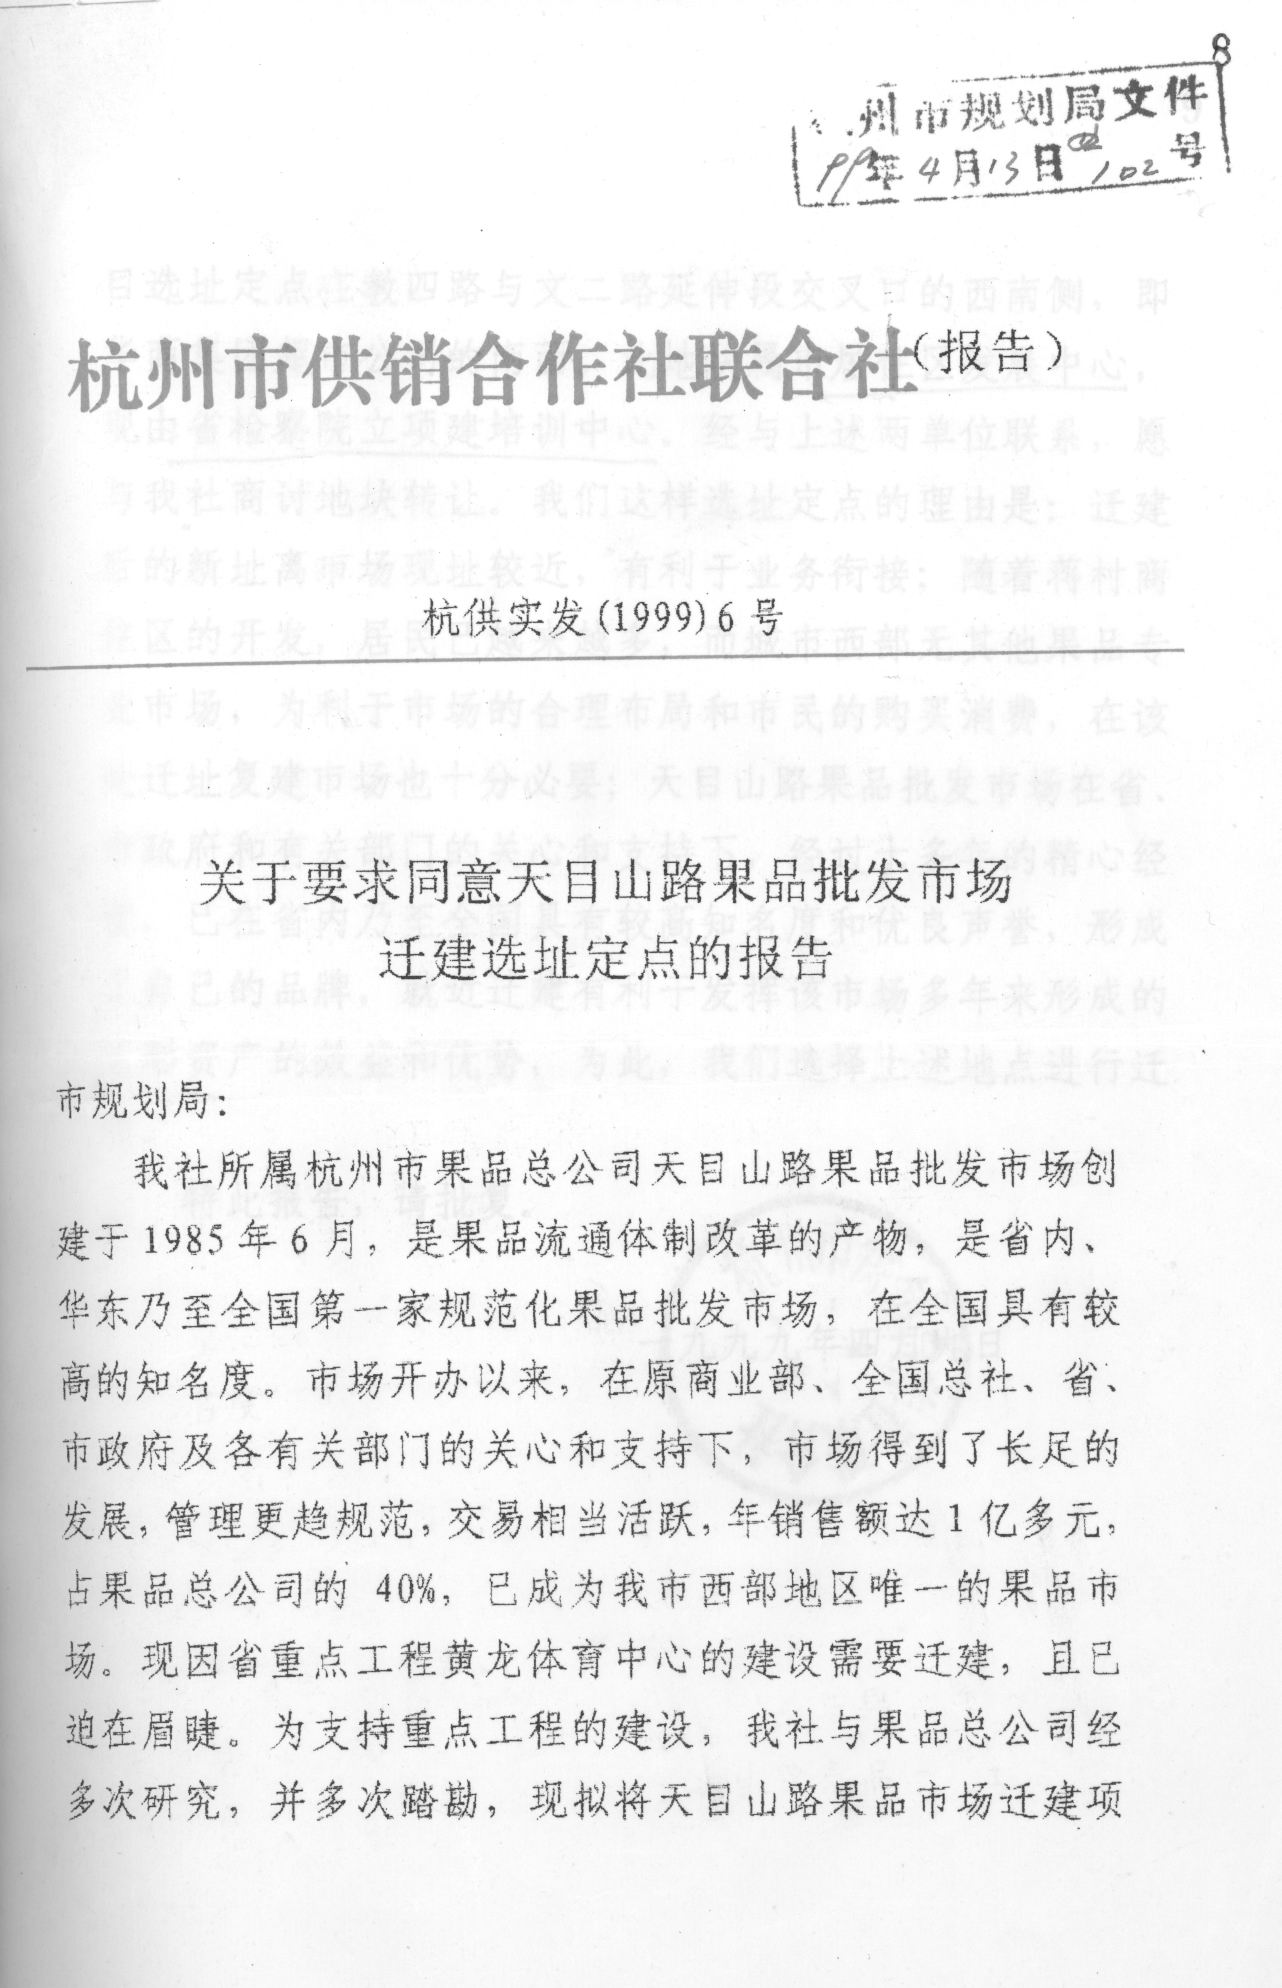 8
州市规划局文件
99年4月13日 102号
杭州市供销合作社联合社(报告)
杭供实发(1999)6号
关于要求同意天目山路果品批发市场
迁建选址定点的报告
市规划局:
我社所属杭州市果品总公司天目山路果品批发市场创
建于1985年6月，是果品流通体制改革的产物，是省内、
华东乃至全国第一家规范化果品批发市场，在全国具有较
高的知名度。市场开办以来，在原商业部、全国总社、省、
市政府及各有关部门的关心和支持下，市场得到了长足的
发展，管理更趋规范，交易相当活跃，年销售额达1亿多元，
占果品总公司的40%，已成为我市西部地区唯一的果品市
场。现因省重点工程黄龙体育中心的建设需要迁建，且已
迫在眉睫。为支持重点工程的建设，我社与果品总公司经
多次研究，并多次踏勘，现拟将天目山路果品市场迁建项